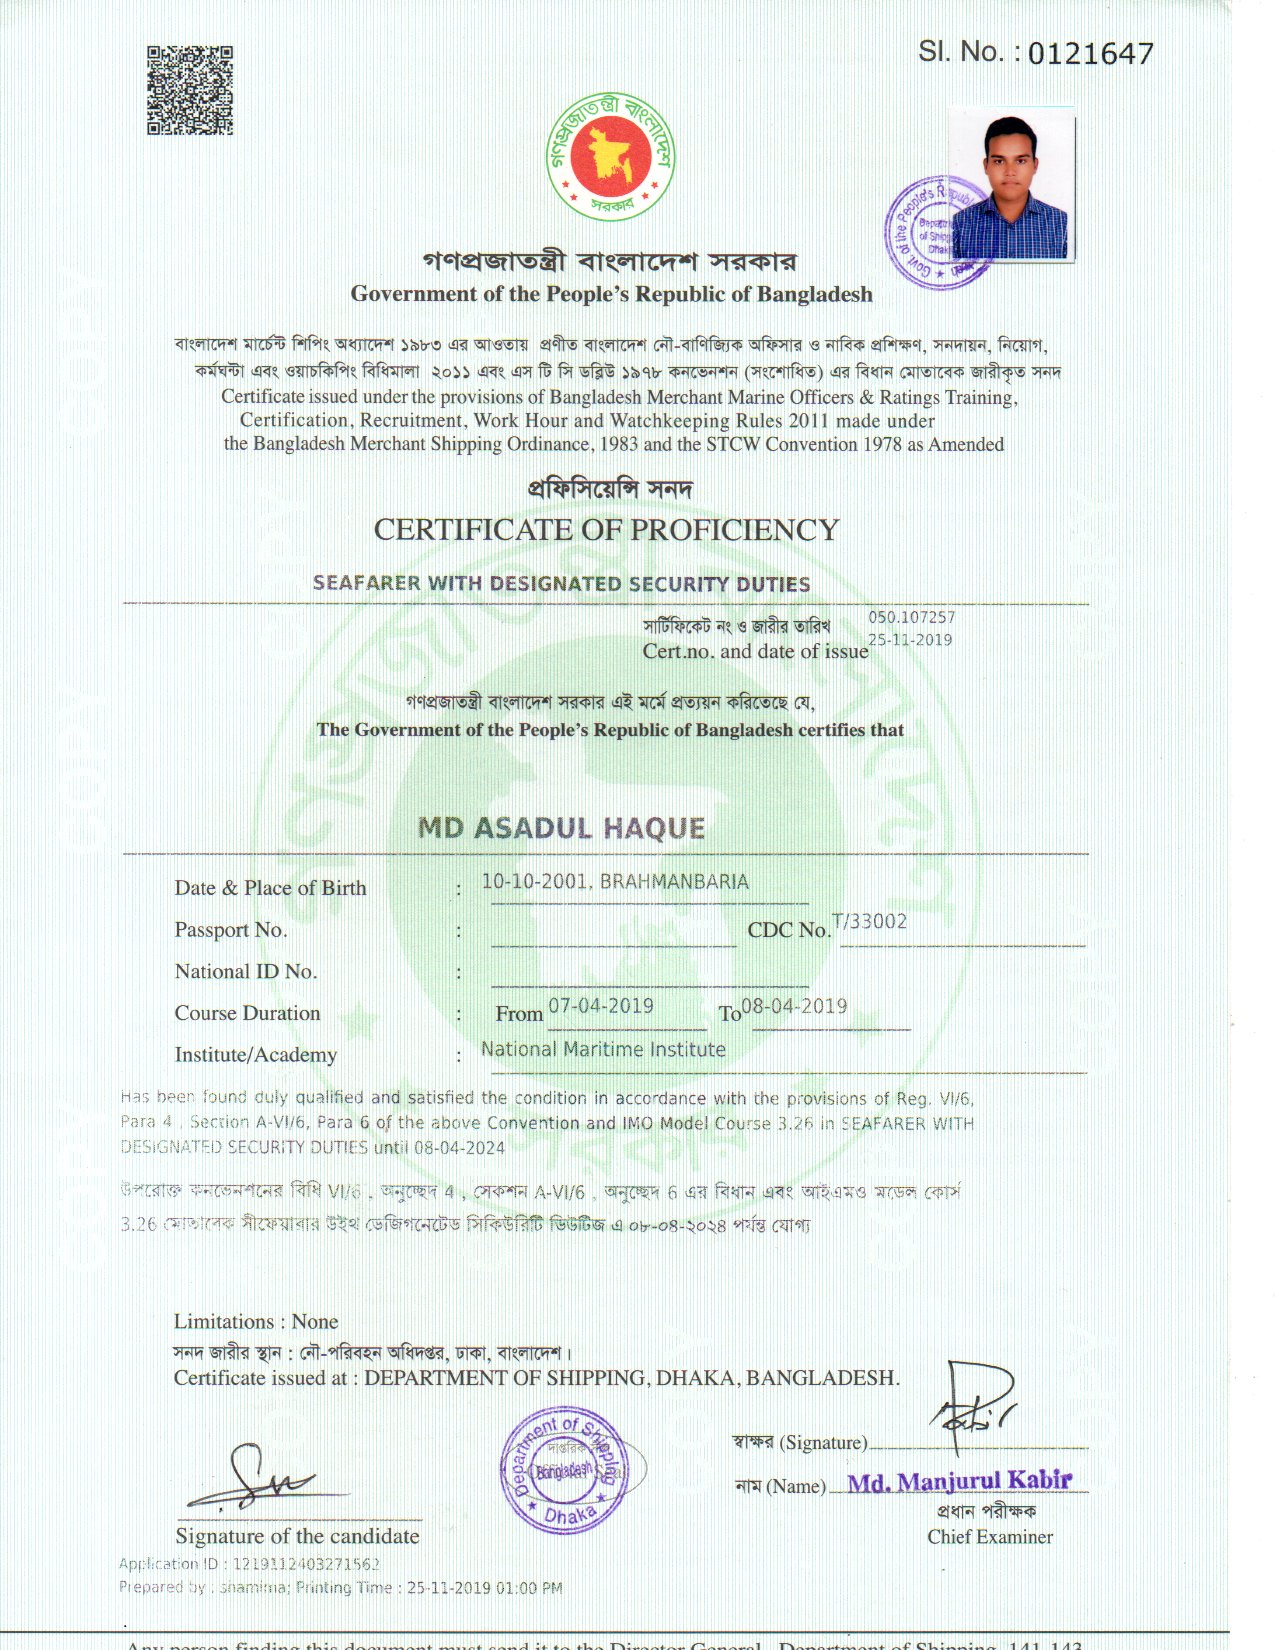 Sl. No. : 0121647
গণপ্রজাতন্ত্রী বাংলাদেশ
সরকার
Govt. of the People's Republic
Department of Shipping
Dhaka
গণপ্রজাতন্ত্রী বাংলাদেশ সরকার
Government of the People's Republic of Bangladesh
বাংলাদেশ মার্চেন্ট শিপিং অধ্যাদেশ ১৯৮৩ এর আওতায় প্রণীত বাংলাদেশ নৌ-বাণিজ্যিক অফিসার ও নাবিক প্রশিক্ষণ, সনদায়ন, নিয়োগ,
কর্মঘন্টা এবং ওয়াচকিপিং বিধিমালা ২০১১ এবং এস টি সি ডব্লিউ ১৯৭৮ কনভেনশন (সংশোধিত) এর বিধান মোতাবেক জারীকৃত সনদ
Certificate issued under the provisions of Bangladesh Merchant Marine Officers & Ratings Training,
Certification, Recruitment, Work Hour and Watchkeeping Rules 2011 made under
the Bangladesh Merchant Shipping Ordinance, 1983 and the STCW Convention 1978 as Amended
প্রফিসিয়েন্সি সনদ
CERTIFICATE OF PROFICIENCY
SEAFARER WITH DESIGNATED SECURITY DUTIES
সার্টিফিকেট নং ও জারীর তারিখ 050.107257
Cert.no. and date of issue 25-11-2019
গণপ্রজাতন্ত্রী বাংলাদেশ সরকার এই মর্মে প্রত্যয়ন করিতেছে যে,
The Government of the People's Republic of Bangladesh certifies that
MD ASADUL HAQUE
Date & Place of Birth : 10-10-2001, BRAHMANBARIA
Passport No. : CDC No. T/33002
National ID No. :
Course Duration : From 07-04-2019 To 08-04-2019
Institute/Academy : National Maritime Institute
Has been found duly qualified and satisfied the condition in accordance with the provisions of Reg. VI/6,
Para 4 , Section A-VI/6, Para 6 of the above Convention and IMO Model Course 3.26 in SEAFARER WITH
DESIGNATED SECURITY DUTIES until 08-04-2024
উপরোক্ত কনভেনশনের বিধি VI/6 , অনুচ্ছেদ 4 , সেকশন A-VI/6 , অনুচ্ছেদ 6 এর বিধান এবং আইএমও মডেল কোর্স
3.26 মোতাবেক সীফেয়ারার উইথ ডেজিগনেটেড সিকিউরিটি ডিউটিজ এ ০৮-০৪-২০২৪ পর্যন্ত যোগ্য
Limitations : None
সনদ জারীর স্থান : নৌ-পরিবহন অধিদপ্তর, ঢাকা, বাংলাদেশ।
Certificate issued at : DEPARTMENT OF SHIPPING, DHAKA, BANGLADESH.
Department of Shipping
Bangladesh
Dhaka
স্বাক্ষর (Signature)
নাম (Name) Md. Manjurul Kabir
প্রধান পরীক্ষক
Chief Examiner
Signature of the candidate
Application ID : 1219112403271562
Prepared by : shamima; Printing Time : 25-11-2019 01:00 PM
Any person finding this document must send it to the Director General, Department of Shipping, 141-143